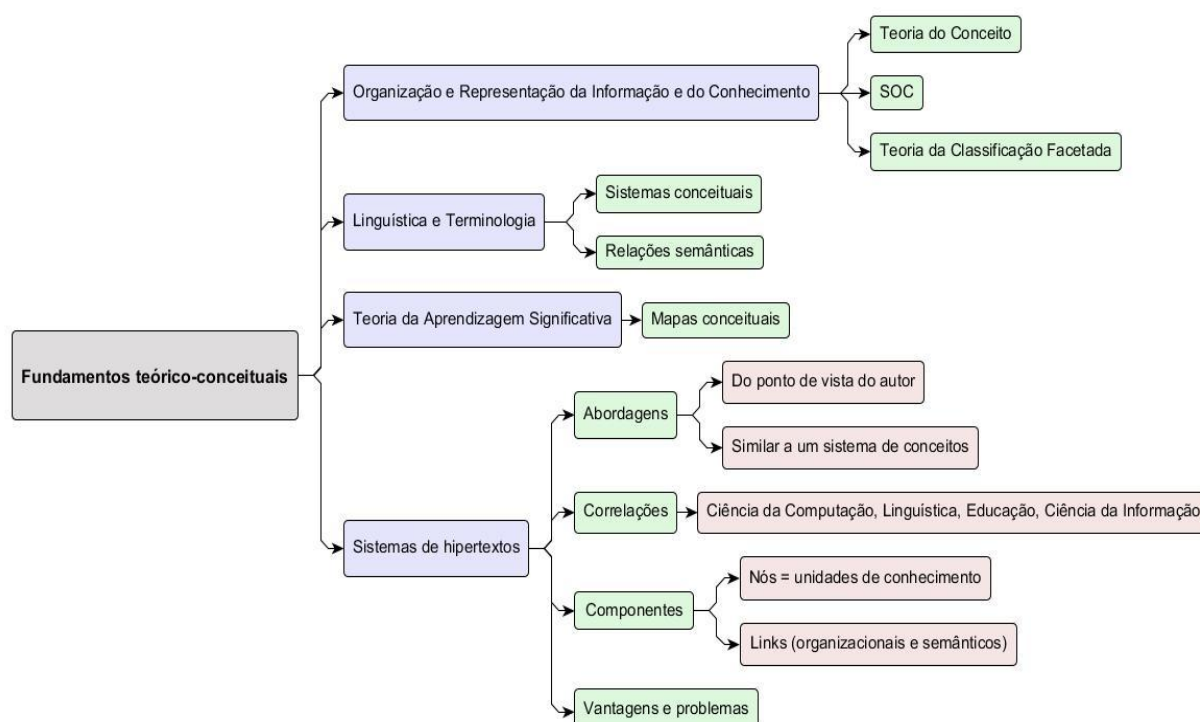 Fundamentos teórico-conceituais
Organização e Representação da Informação e do Conhecimento
Teoria do Conceito
SOC
Teoria da Classificação Facetada
Linguística e Terminologia
Sistemas conceituais
Relações semânticas
Teoria da Aprendizagem Significativa
Mapas conceituais
Sistemas de hipertextos
Abordagens
Do ponto de vista do autor
Similar a um sistema de conceitos
Correlações
Ciência da Computação, Linguística, Educação, Ciência da Informação
Componentes
Nós = unidades de conhecimento
Links (organizacionais e semânticos)
Vantagens e problemas